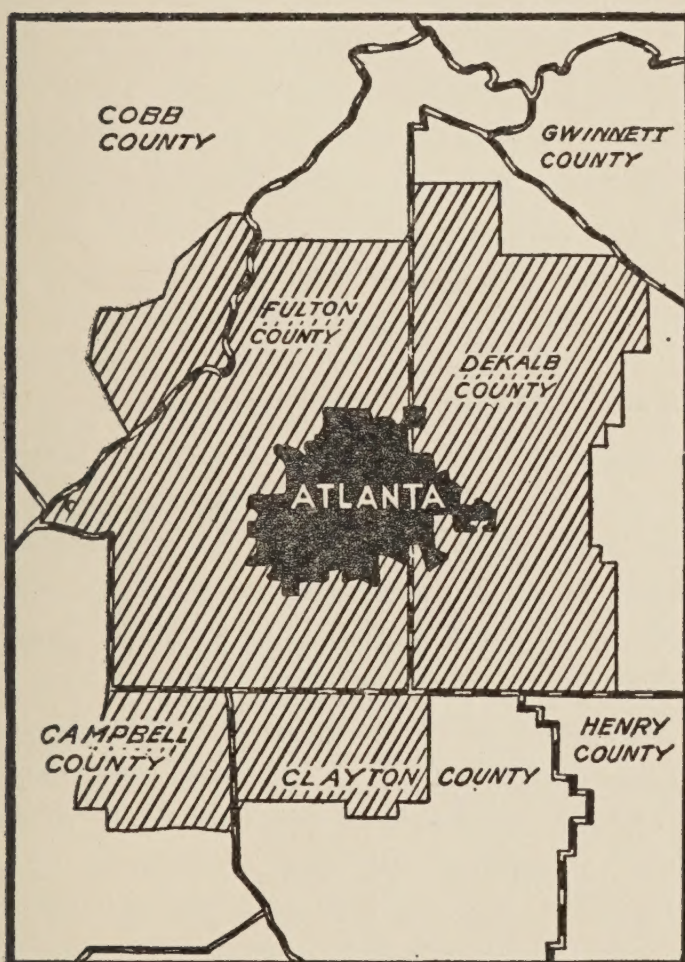 COBB
COUNTY
GWINNETT
COUNTY
FULTON
COUNTY
DEKALB
COUNTY
ATLANTA
CAMPBELL
COUNTY
CLAYTON COUNTY
HENRY
COUNTY